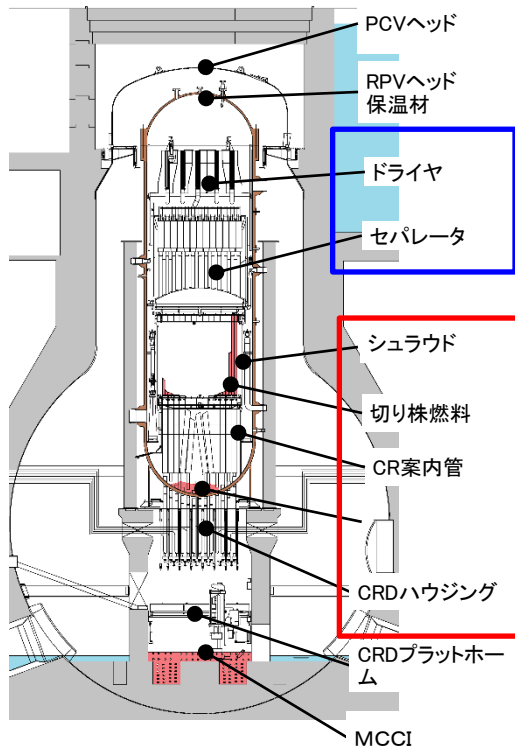 PCVヘッド
RPVヘッド
保温材
ドライヤ
セパレータ
シュラウド
切り株燃料
CR案内管
CRDハウジング
CRDプラットホー
ム
MCCI